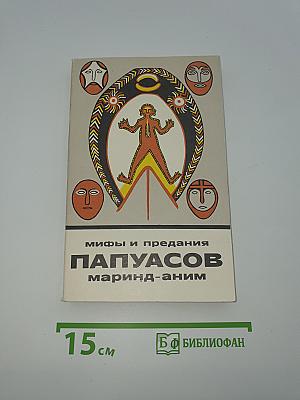 мифы и предания
ПАПУАСОВ
маринд-аним
15 см
Бф БИБЛИОФАН